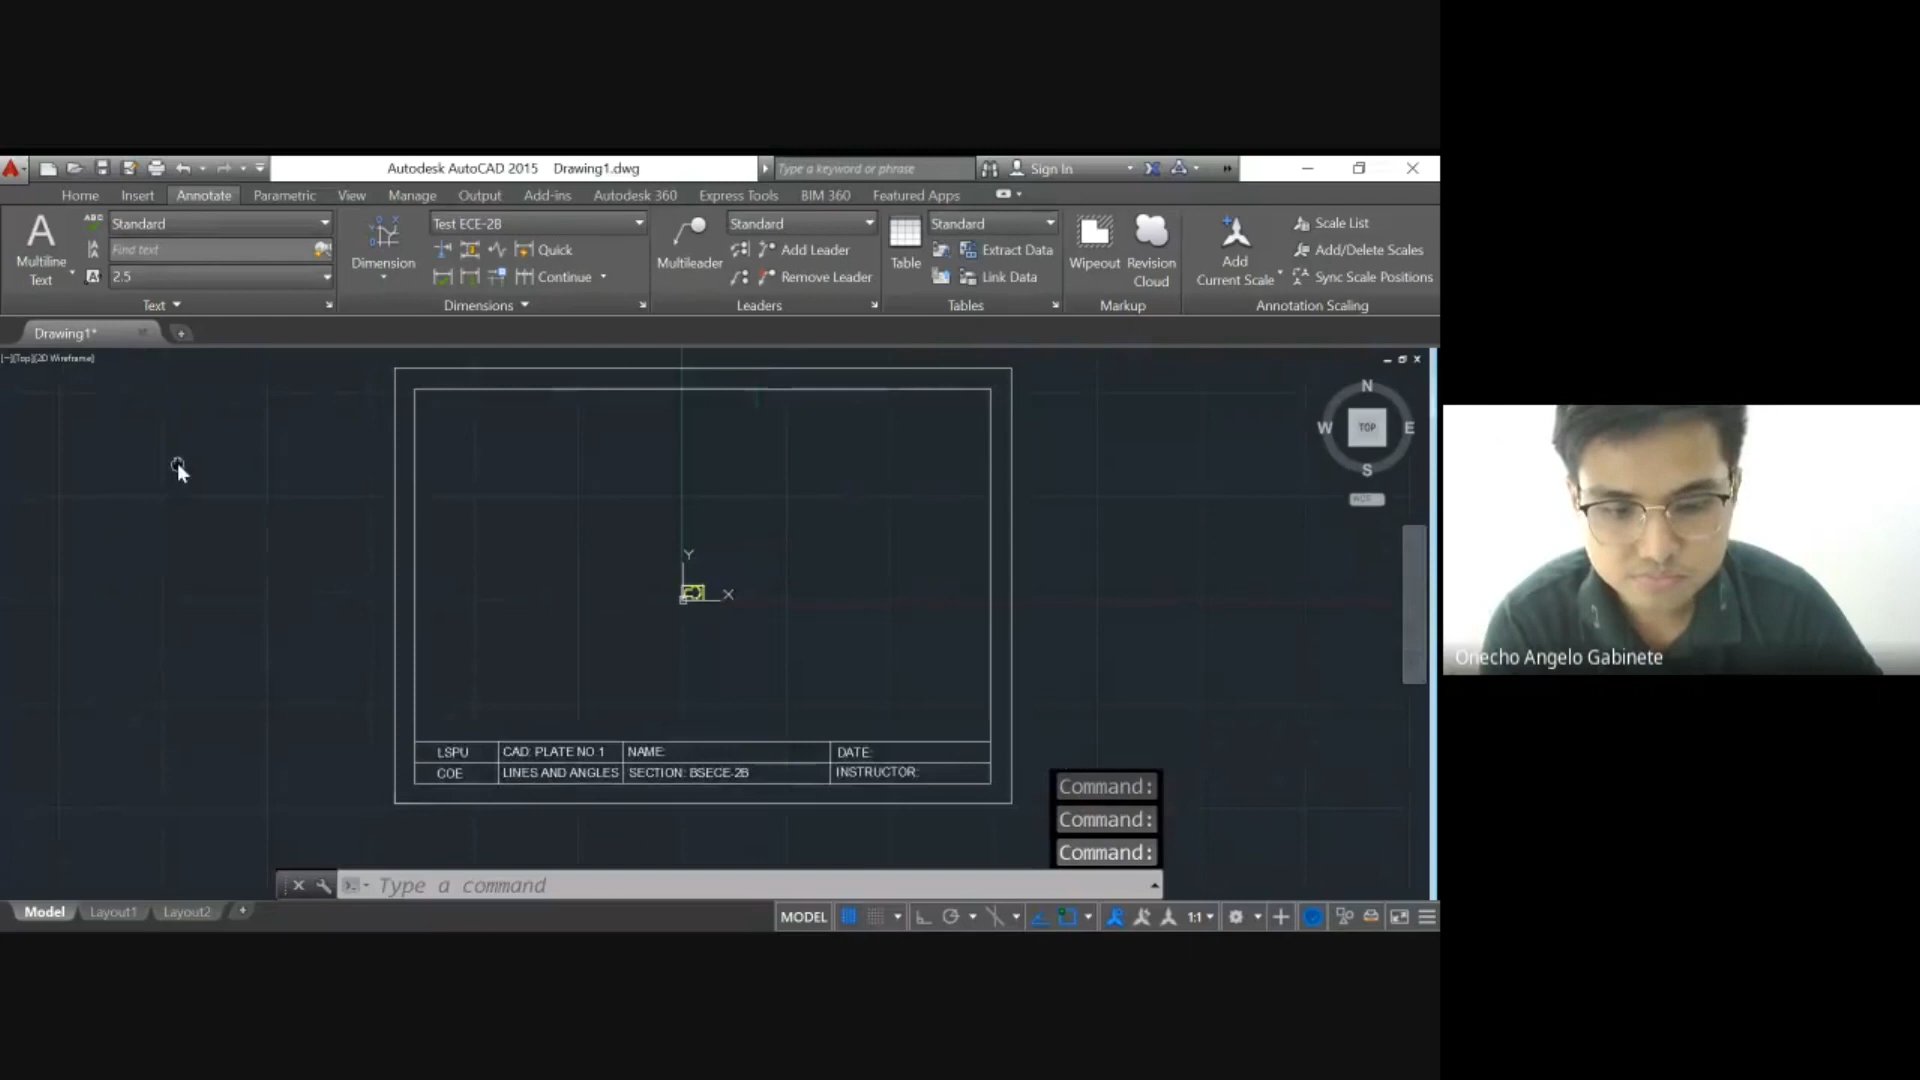 Autodesk AutoCAD 2015 Drawing1.dwg
Type a keyword or phrase
Sign In
Home Insert Annotate Parametric View Manage Output Add-ins Autodesk 360 Express Tools BIM 360 Featured Apps
Multiline Text
Standard
Find text
2.5
Text
Dimension
Test ECE-2B
Quick
Continue
Dimensions
Multileader
Standard
Add Leader
Remove Leader
Leaders
Table
Standard
Extract Data
Link Data
Tables
Wipeout
Revision Cloud
Markup
Add Current Scale
Scale List
Add/Delete Scales
Sync Scale Positions
Annotation Scaling
Drawing1*
[−][Top][2D Wireframe]
N
W TOP E
S
Y
X
LSPU CAD: PLATE NO 1 NAME: DATE:
COE LINES AND ANGLES SECTION: BSECE-2B INSTRUCTOR:
Command:
Command:
Command:
Type a command
Model Layout1 Layout2
MODEL 1:1
Onecho Angelo Gabinete